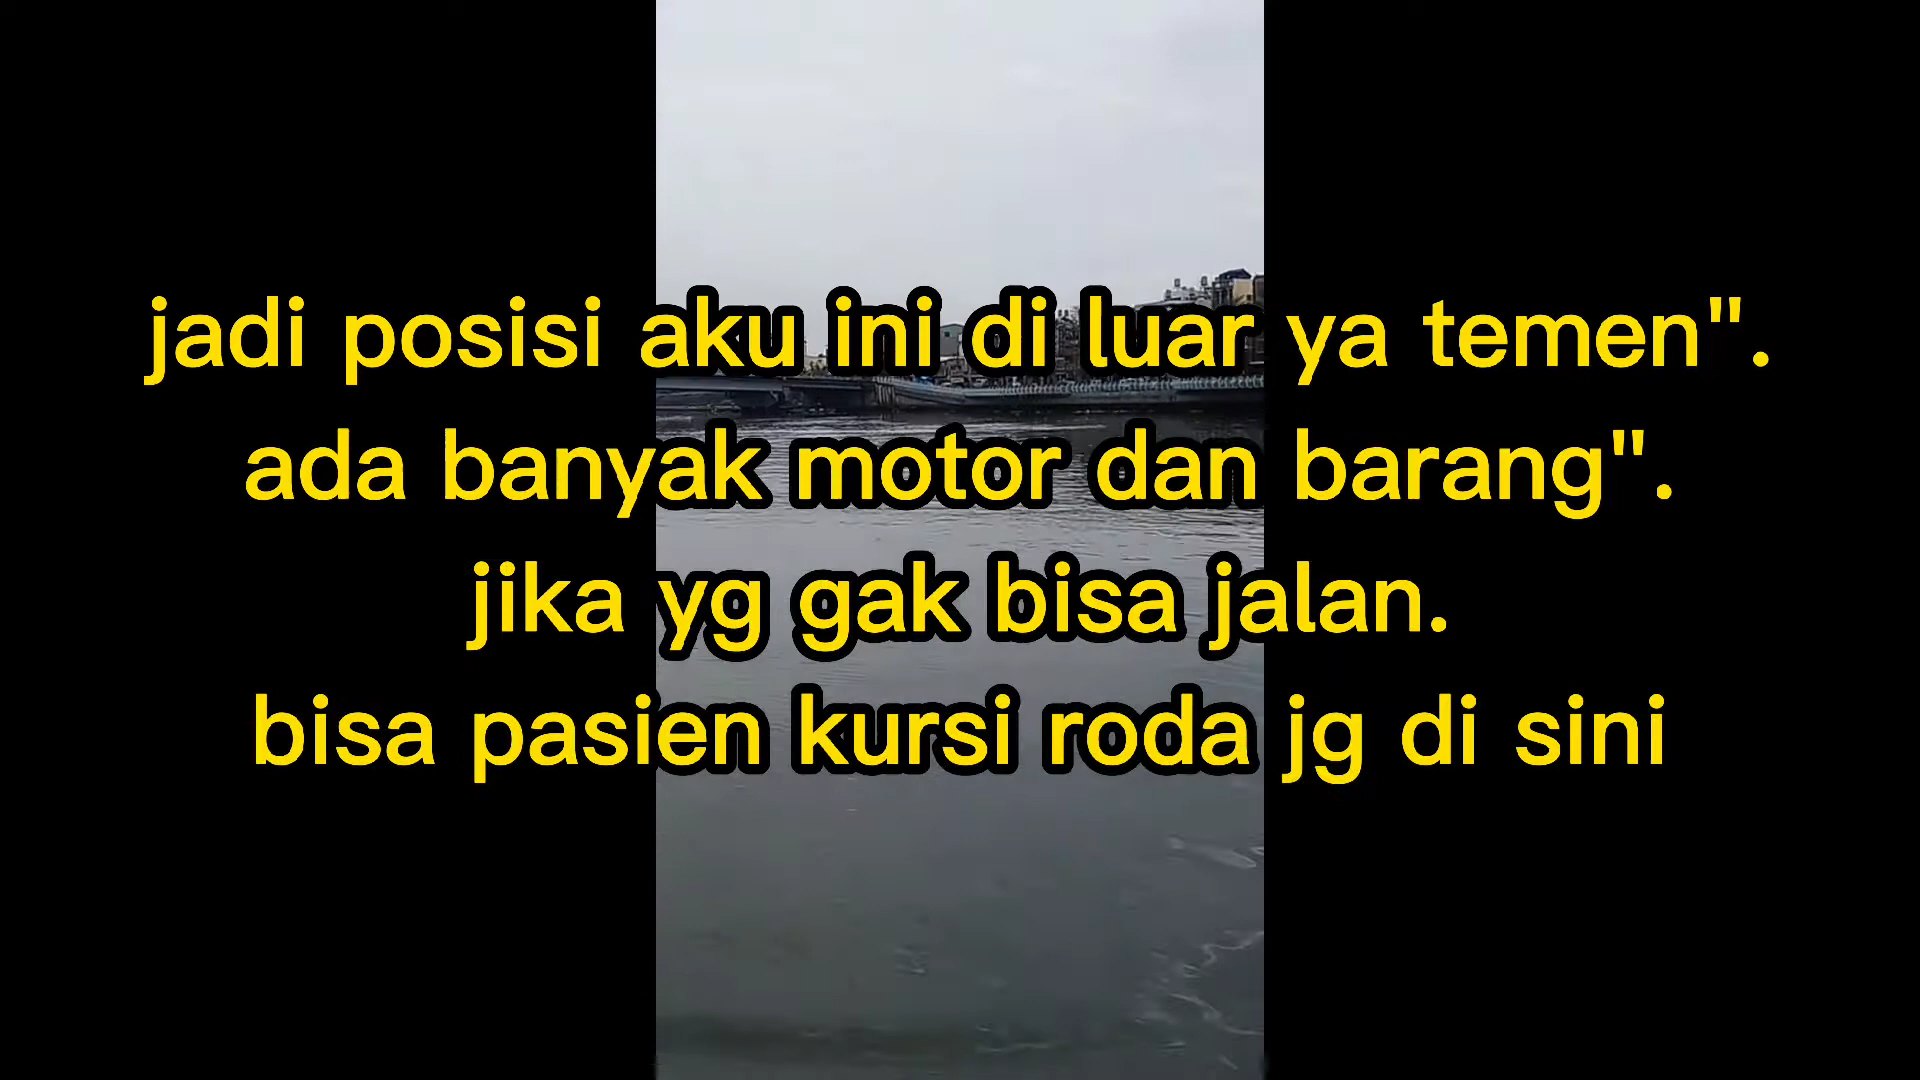 jadi posisi aku ini di luar ya temen".
ada banyak motor dan barang".
jika yg gak bisa jalan.
bisa pasien kursi roda jg di sini